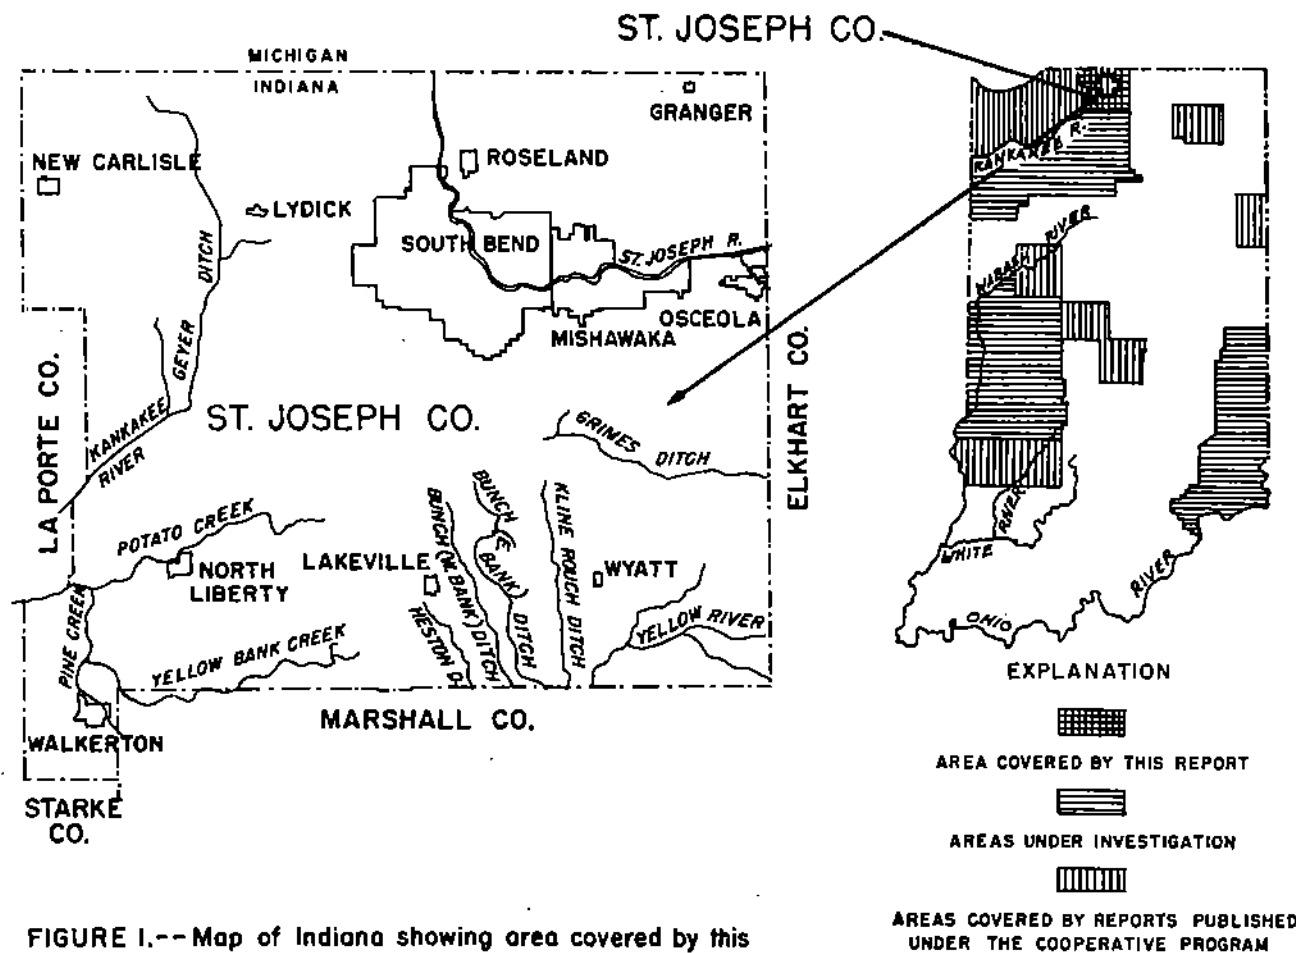 ST. JOSEPH CO.
MICHIGAN
INDIANA
GRANGER
NEW CARLISLE
ROSELAND
LYDICK
SOUTH BEND
ST. JOSEPH R.
DITCH
GEYER
OSCEOLA
MISHAWAKA
LA PORTE CO.
KANKAKEE
RIVER
ST. JOSEPH CO.
GRIMES
DITCH
ELKHART CO.
POTATO CREEK
NORTH
LIBERTY
LAKEVILLE
BUNCH (W. BANK) DITCH
BUNCH (E. BANK) DITCH
KLINE ROUCH DITCH
WYATT
HESTON D.
YELLOW RIVER
PINE CREEK
YELLOW BANK CREEK
MARSHALL CO.
WALKERTON
STARKE
CO.
KANKAKEE R.
WABASH RIVER
WHITE
RIVER
OHIO
RIVER
EXPLANATION
AREA COVERED BY THIS REPORT
AREAS UNDER INVESTIGATION
AREAS COVERED BY REPORTS PUBLISHED
UNDER THE COOPERATIVE PROGRAM
FIGURE I.--Map of Indiana showing area covered by this